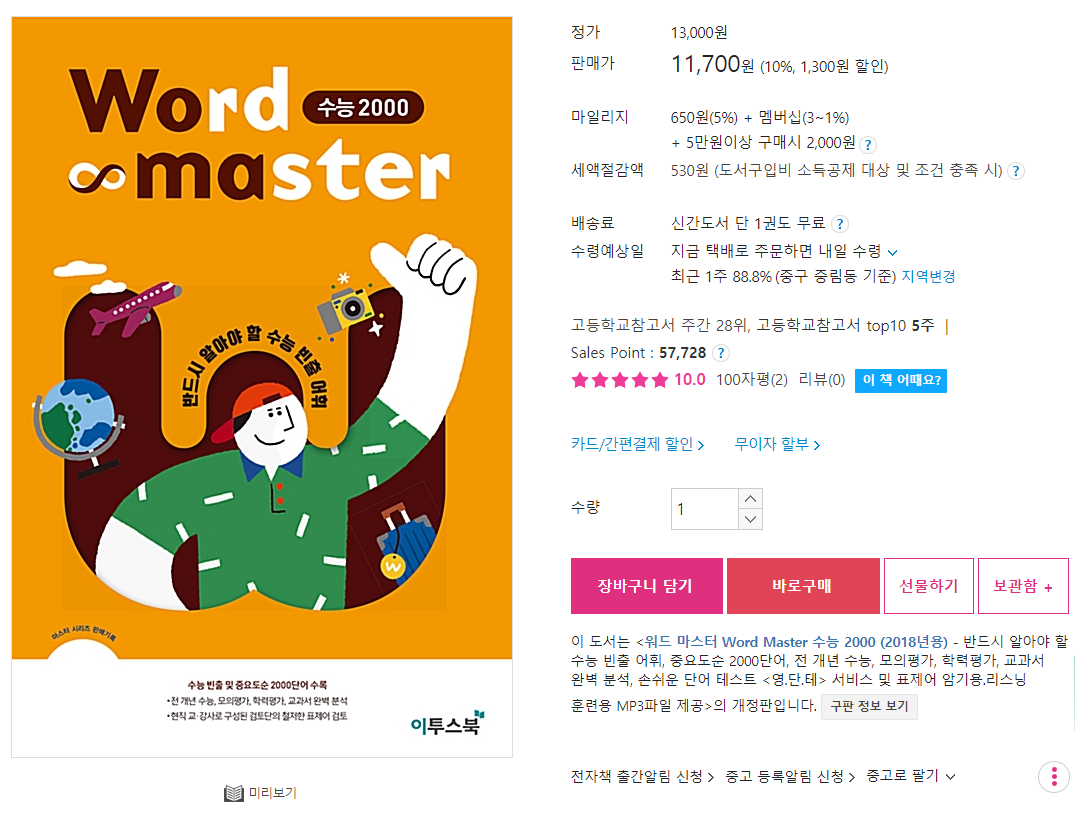 Word 수능 2000
master
반드시 알아야 할 수능 빈출 어휘
W
마스터 시리즈 판매기록
수능 빈출 및 중요도순 2000단어 수록
• 전 개년 수능, 모의평가, 학력평가, 교과서 완벽 분석
• 현직 교·강사로 구성된 검토단의 철저한 표제어 검토
이투스북
미리보기
정가 13,000원
판매가 11,700원 (10%, 1,300원 할인)
마일리지 650원(5%) + 멤버십(3~1%)
+ 5만원이상 구매시 2,000원 ?
세액절감액 530원 (도서구입비 소득공제 대상 및 조건 충족 시) ?
배송료 신간도서 단 1권도 무료 ?
수령예상일 지금 택배로 주문하면 내일 수령
최근 1주 88.8% (중구 중림동 기준) 지역변경
고등학교참고서 주간 28위, 고등학교참고서 top10 5주 |
Sales Point : 57,728 ?
10.0 100자평(2) 리뷰(0) 이 책 어때요?
카드/간편결제 할인 > 무이자 할부 >
수량 1
장바구니 담기 바로구매 선물하기 보관함 +
이 도서는 <워드 마스터 Word Master 수능 2000 (2018년용) - 반드시 알아야 할
수능 빈출 어휘, 중요도순 2000단어, 전 개년 수능, 모의평가, 학력평가, 교과서
완벽 분석, 손쉬운 단어 테스트 <영.단.테> 서비스 및 표제어 암기용.리스닝
훈련용 MP3파일 제공>의 개정판입니다. 구판 정보 보기
전자책 출간알림 신청 > 중고 등록알림 신청 > 중고로 팔기